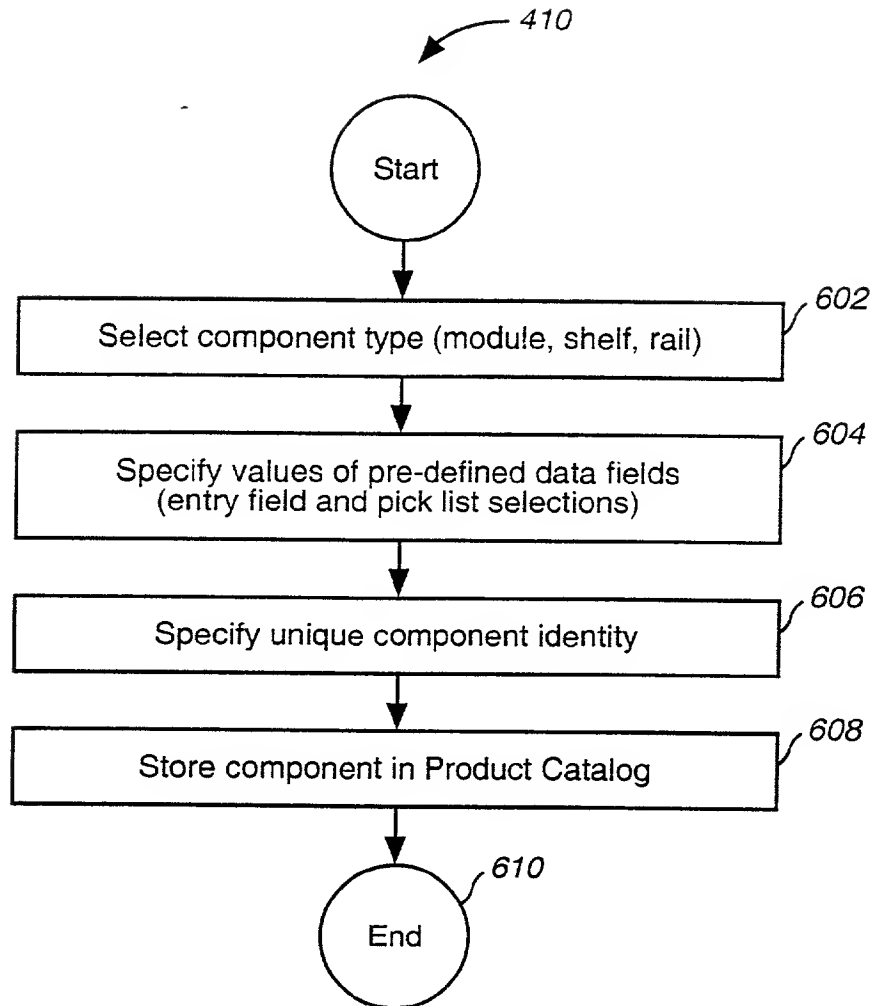 410
Start
602
Select component type (module, shelf, rail)
604
Specify values of pre-defined data fields
(entry field and pick list selections)
606
Specify unique component identity
608
Store component in Product Catalog
610
End